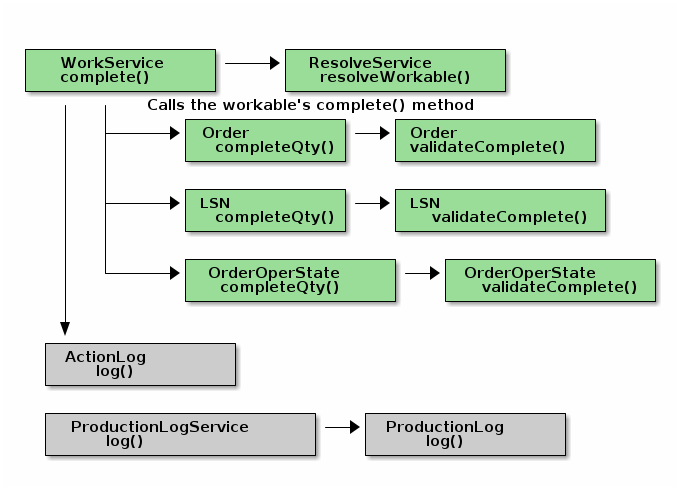 WorkService
complete()
ResolveService
resolveWorkable()
Calls the workable's complete() method
Order
completeQty()
Order
validateComplete()
LSN
completeQty()
LSN
validateComplete()
OrderOperState
completeQty()
OrderOperState
validateComplete()
ActionLog
log()
ProductionLogService
log()
ProductionLog
log()